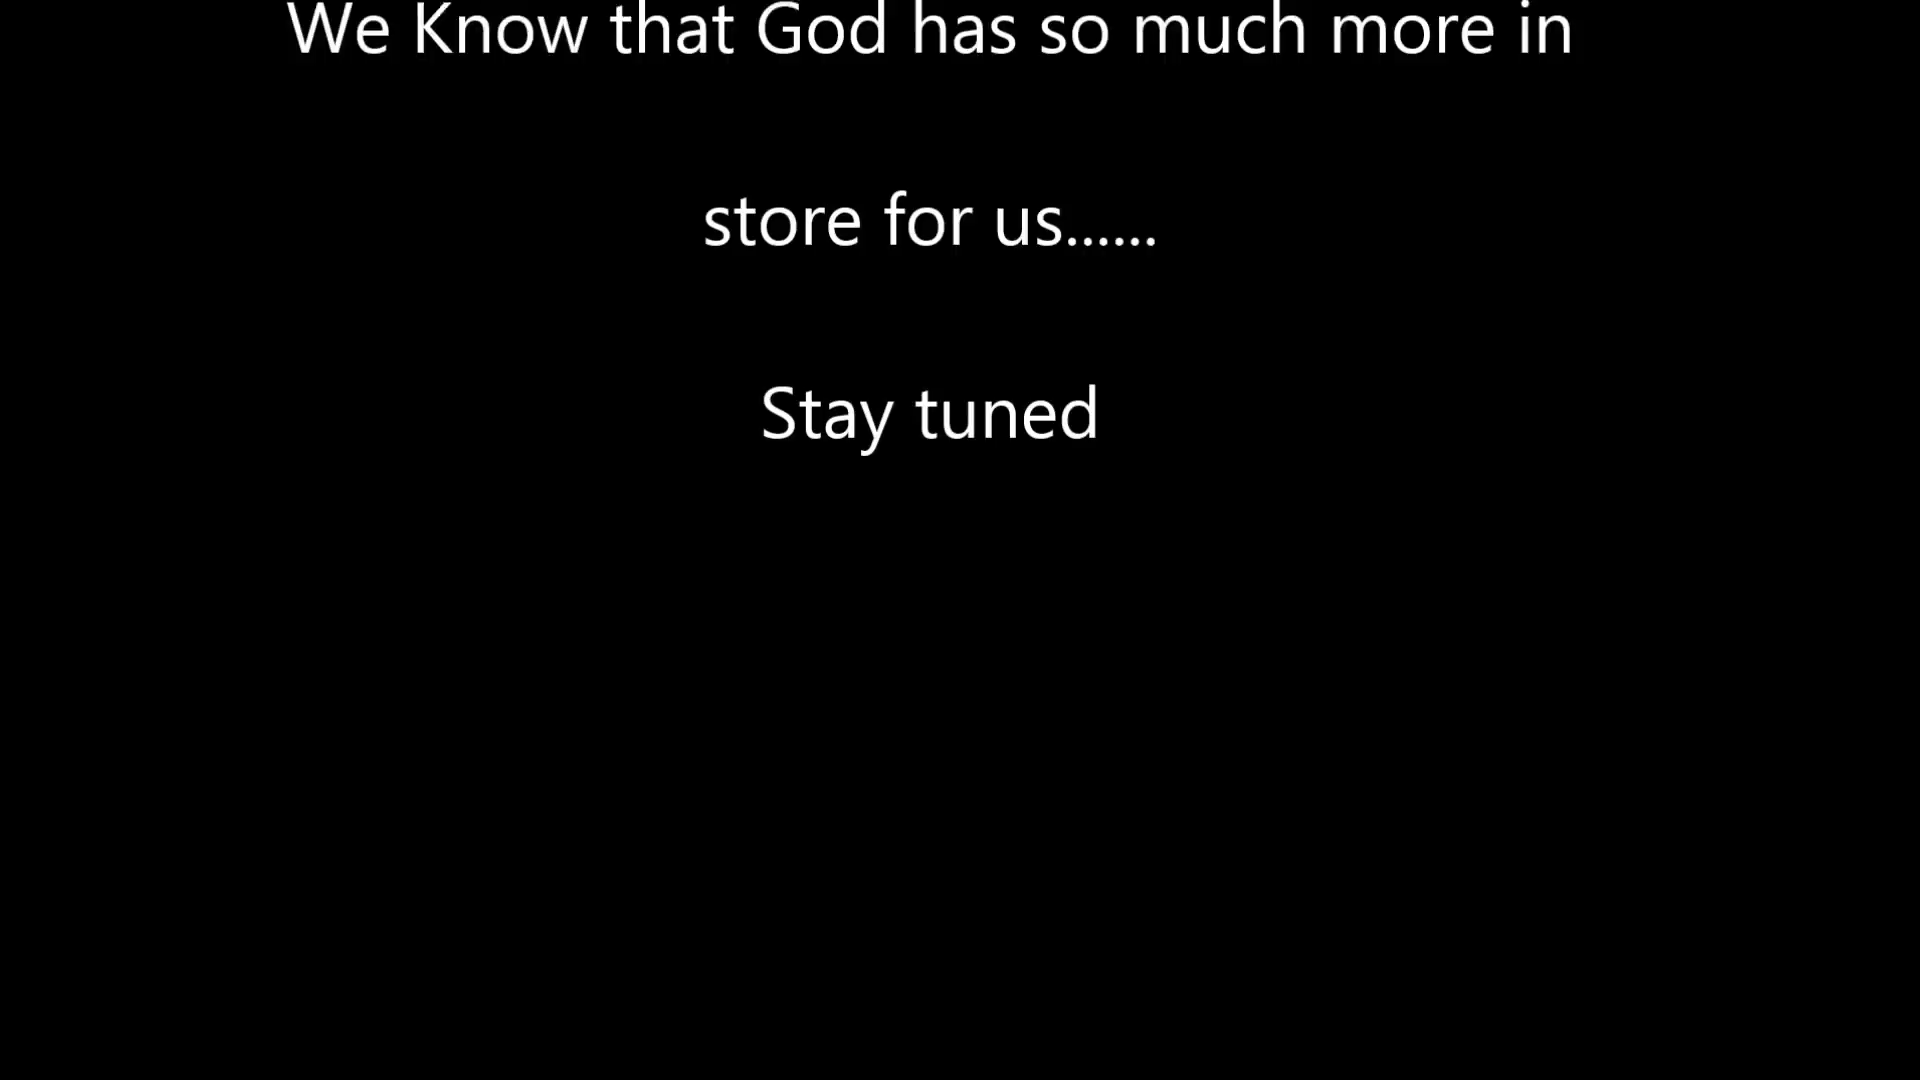 We Know that God has so much more in
store for us......
Stay tuned